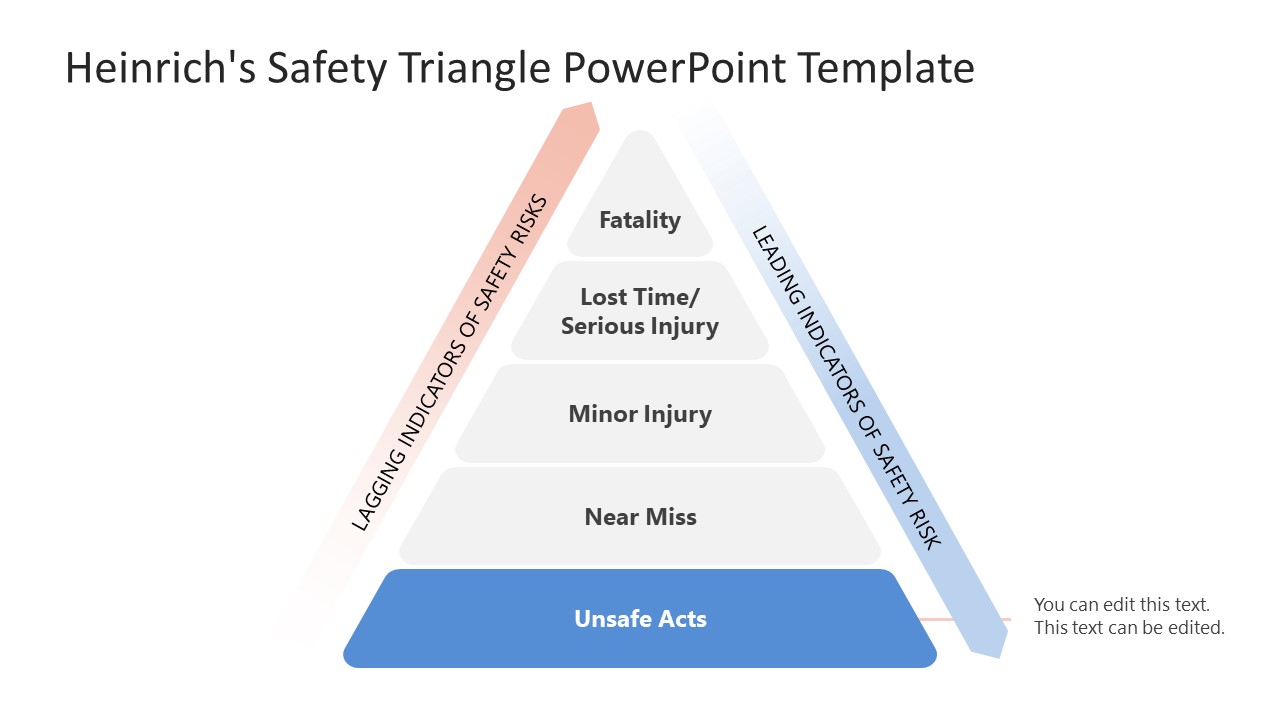 Heinrich's Safety Triangle PowerPoint Template
LAGGING INDICATORS OF SAFETY RISKS
LEADING INDICATORS OF SAFETY RISK
Fatality
Lost Time/
Serious Injury
Minor Injury
Near Miss
Unsafe Acts
You can edit this text.
This text can be edited.